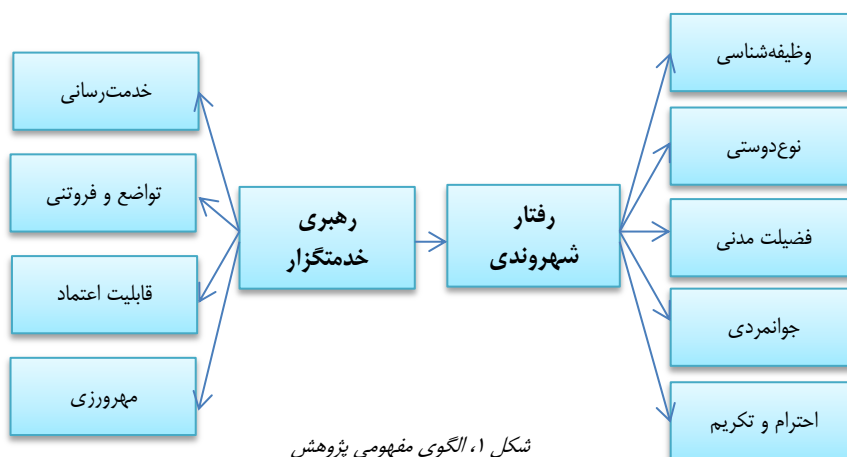 وظیفه‌شناسی
نوع‌دوستی
فضیلت مدنی
جوانمردی
احترام و تکریم
رفتار
شهروندی
رهبری
خدمتگزار
خدمت‌رسانی
تواضع و فروتنی
قابلیت اعتماد
مهرورزی
شکل ۱، الگوی مفهومی پژوهش